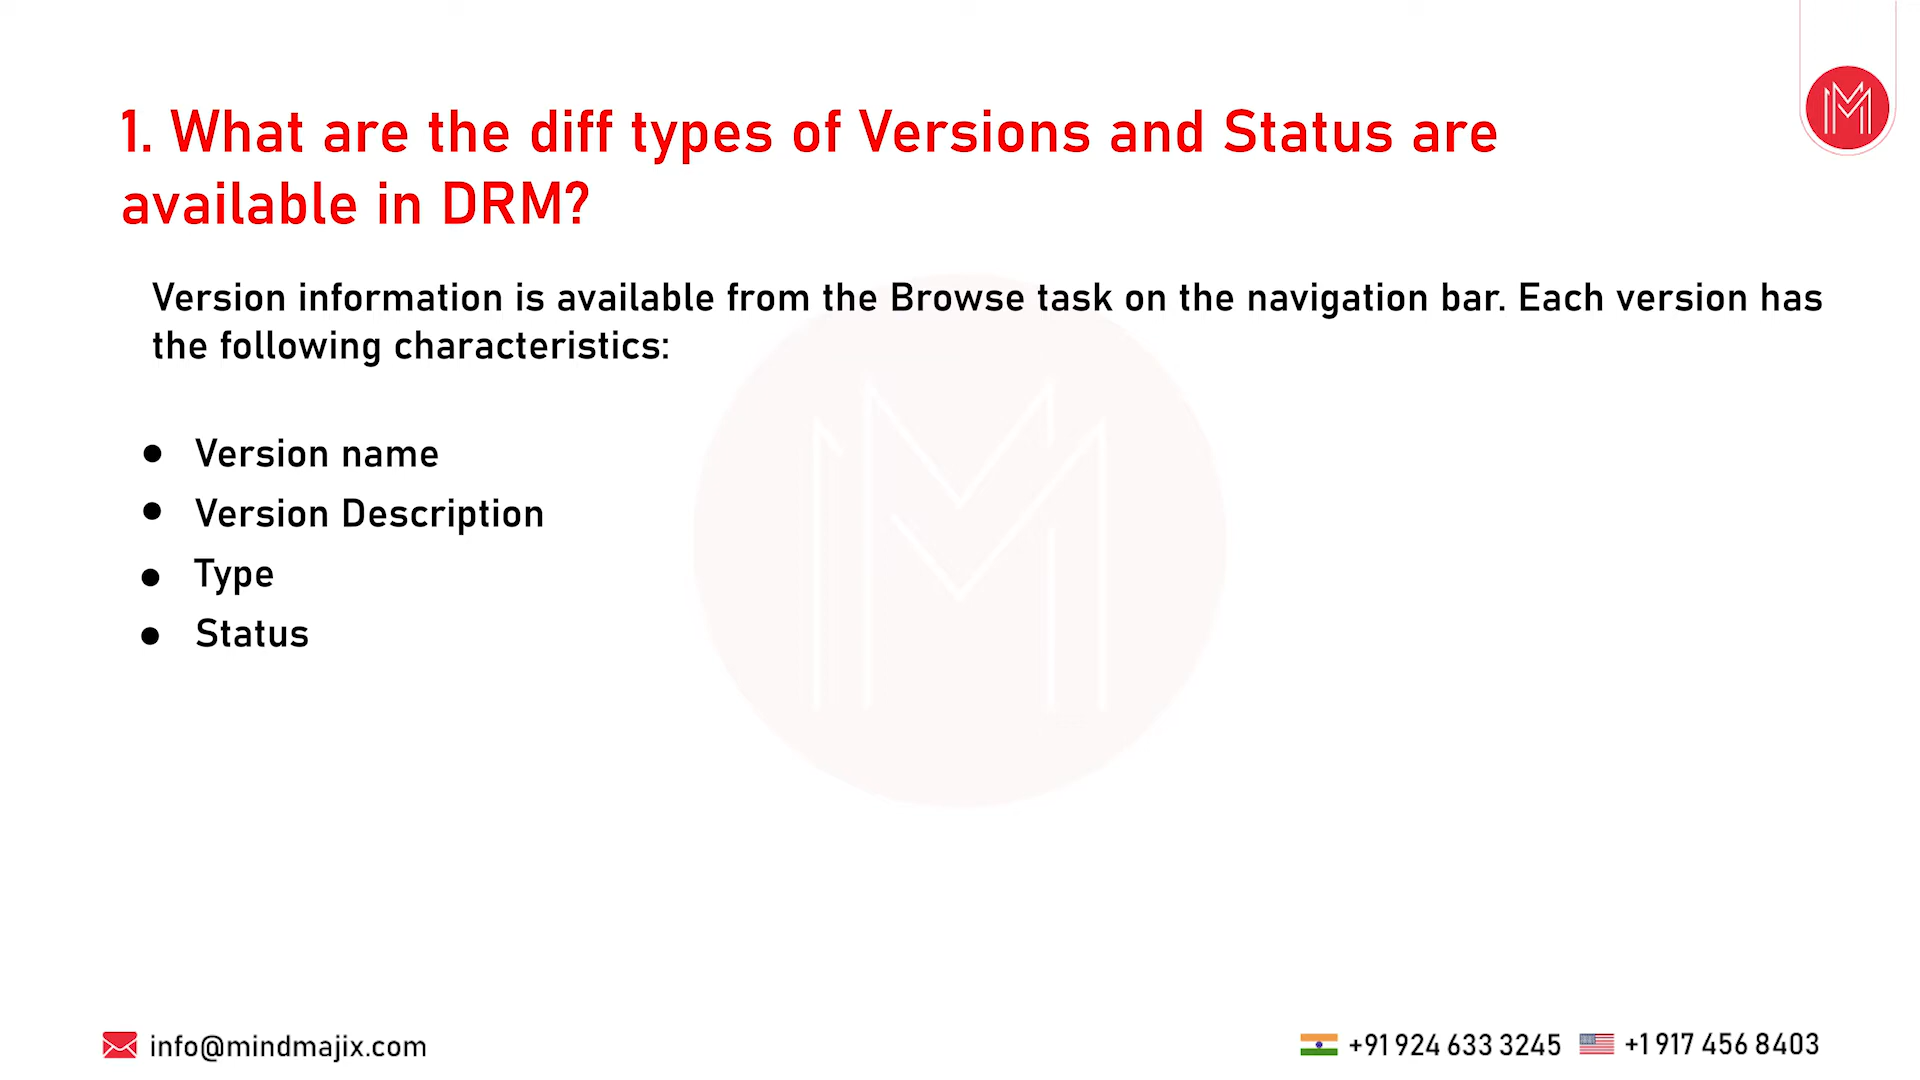 1. What are the diff types of Versions and Status are
available in DRM?
Version information is available from the Browse task on the navigation bar. Each version has
the following characteristics:
● Version name
● Version Description
● Type
● Status
info@mindmajix.com
+91 924 633 3245
+1 917 456 8403